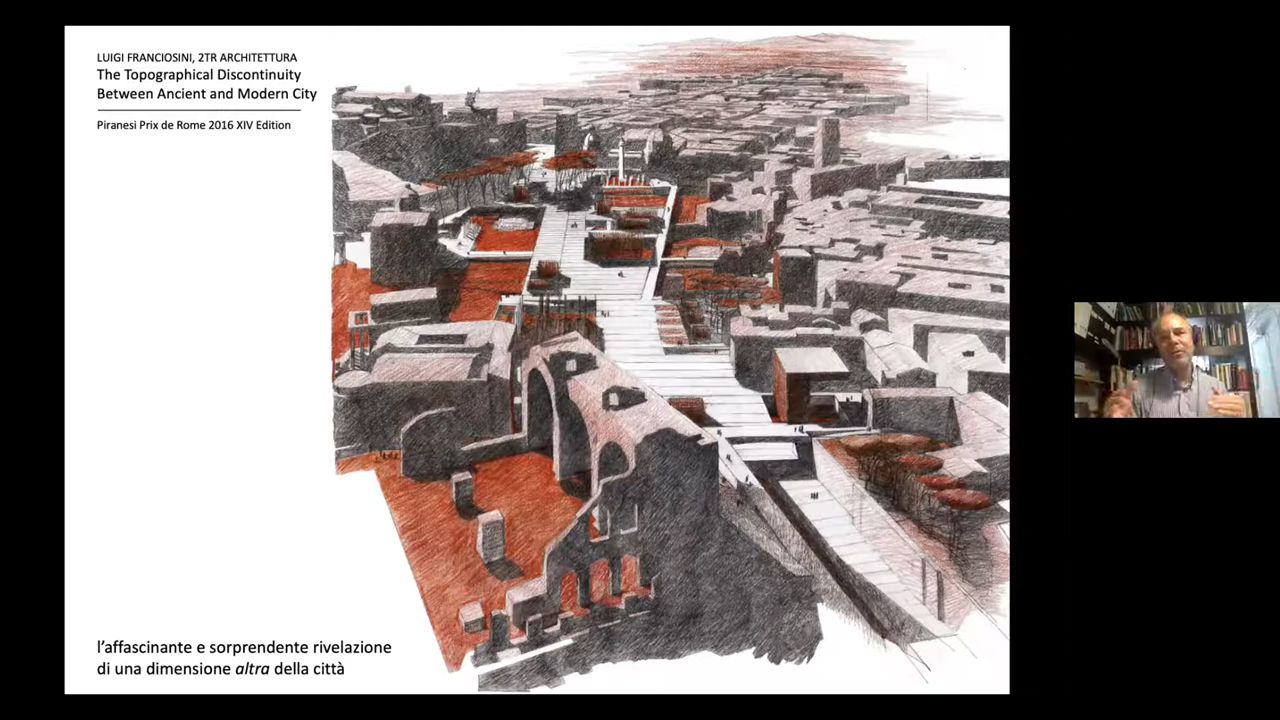 LUIGI FRANCIOSINI, 2TR ARCHITETTURA
The Topographical Discontinuity
Between Ancient and Modern City
Piranesi Prix de Rome 2016 XIV Edition
l'affascinante e sorprendente rivelazione
di una dimensione altra della città